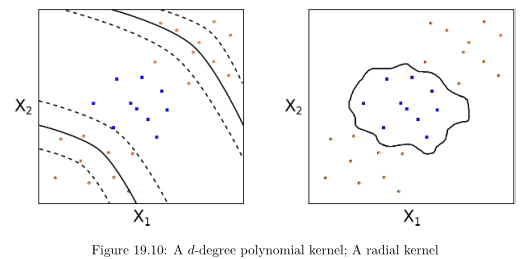 X2
X1
X2
X1
Figure 19.10: A d-degree polynomial kernel; A radial kernel